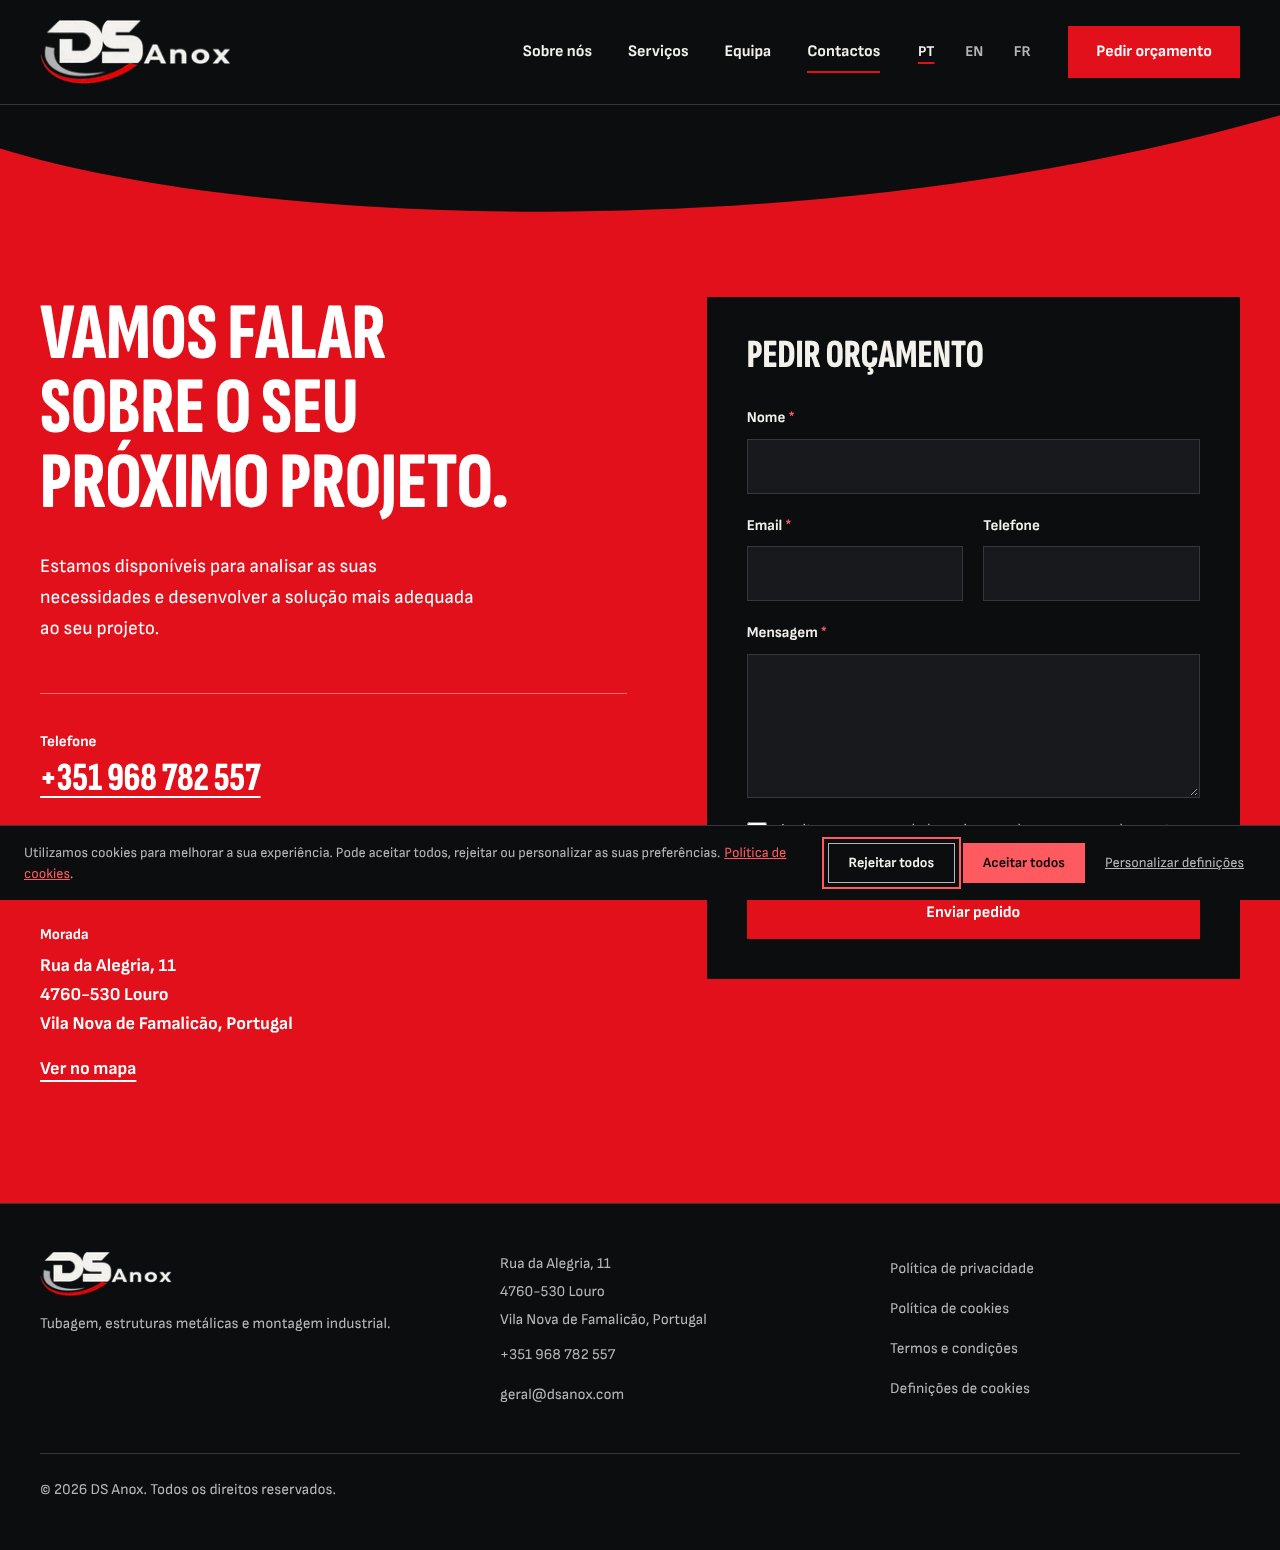 DS Anox
Sobre nós
Serviços
Equipa
Contactos
PT
EN
FR
Pedir orçamento
VAMOS FALAR
SOBRE O SEU
PRÓXIMO PROJETO.
Estamos disponíveis para analisar as suas
necessidades e desenvolver a solução mais adequada
ao seu projeto.
Telefone
+351 968 782 557
PEDIR ORÇAMENTO
Nome *
Email *
Telefone
Mensagem *
Utilizamos cookies para melhorar a sua experiência. Pode aceitar todos, rejeitar ou personalizar as suas preferências. Política de
cookies.
Rejeitar todos
Aceitar todos
Personalizar definições
Enviar pedido
Morada
Rua da Alegria, 11
4760-530 Louro
Vila Nova de Famalicão, Portugal
Ver no mapa
DS Anox
Tubagem, estruturas metálicas e montagem industrial.
Rua da Alegria, 11
4760-530 Louro
Vila Nova de Famalicão, Portugal
+351 968 782 557
geral@dsanox.com
Política de privacidade
Política de cookies
Termos e condições
Definições de cookies
© 2026 DS Anox. Todos os direitos reservados.